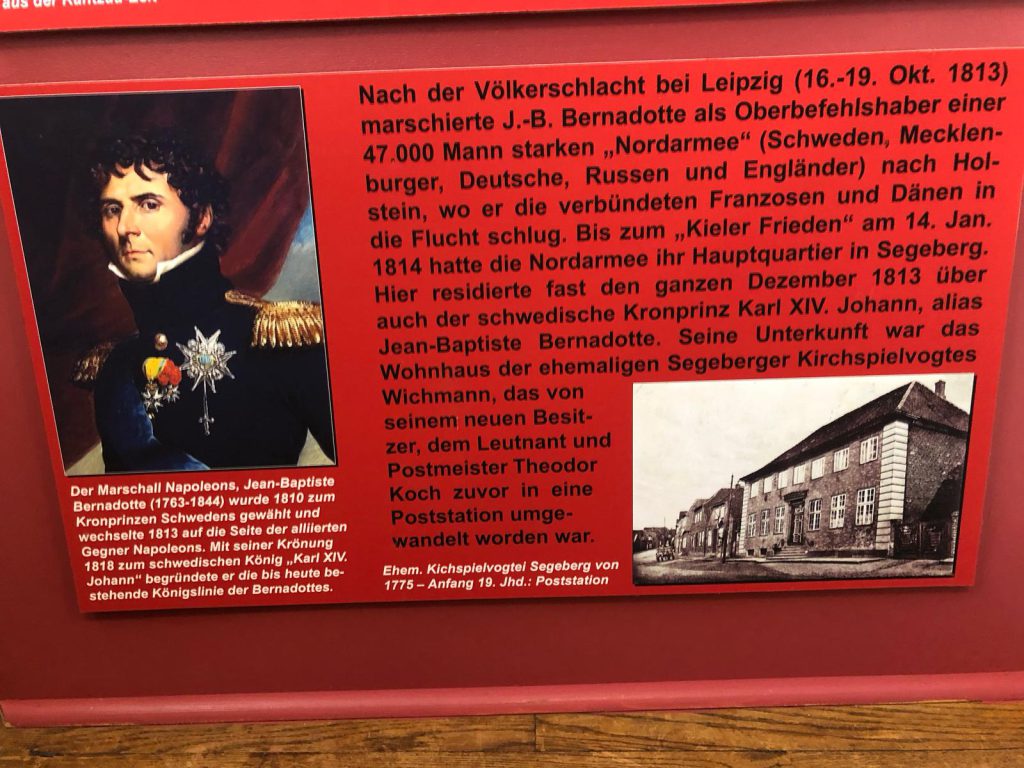 Nach der Völkerschlacht bei Leipzig (16.-19. Okt. 1813)
marschierte J.-B. Bernadotte als Oberbefehlshaber einer
47.000 Mann starken „Nordarmee“ (Schweden, Mecklen-
burger, Deutsche, Russen und Engländer) nach Hol-
stein, wo er die verbündeten Franzosen und Dänen in
die Flucht schlug. Bis zum „Kieler Frieden“ am 14. Jan.
1814 hatte die Nordarmee ihr Hauptquartier in Segeberg.
Hier residierte fast den ganzen Dezember 1813 über
auch der schwedische Kronprinz Karl XIV. Johann, alias
Jean-Baptiste Bernadotte. Seine Unterkunft war das
Wohnhaus der ehemaligen Segeberger Kirchspielvogtes
Wichmann, das von
seinem neuen Besit-
zer, dem Leutnant und
Postmeister Theodor
Koch zuvor in eine
Poststation umge-
wandelt worden war.
Der Marschall Napoleons, Jean-Baptiste
Bernadotte (1763-1844) wurde 1810 zum
Kronprinzen Schwedens gewählt und
wechselte 1813 auf die Seite der alliierten
Gegner Napoleons. Mit seiner Krönung
1818 zum schwedischen König „Karl XIV.
Johann“ begründete er die bis heute be-
stehende Königslinie der Bernadottes.
Ehem. Kichspielvogtei Segeberg von
1775 – Anfang 19. Jhd.: Poststation